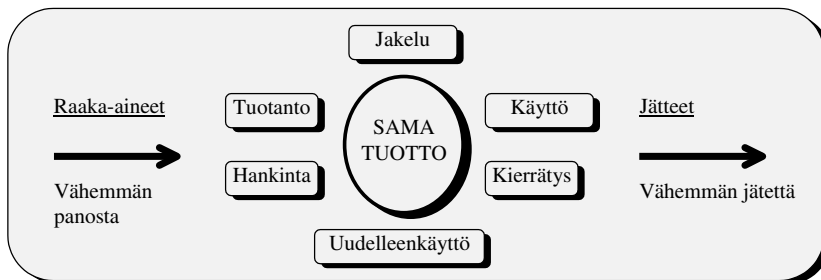 Jakelu
Raaka-aineet
Tuotanto
Käyttö
Jätteet
SAMA
TUOTTO
Hankinta
Kierrätys
Vähemmän
panosta
Vähemmän jätettä
Uudelleenkäyttö